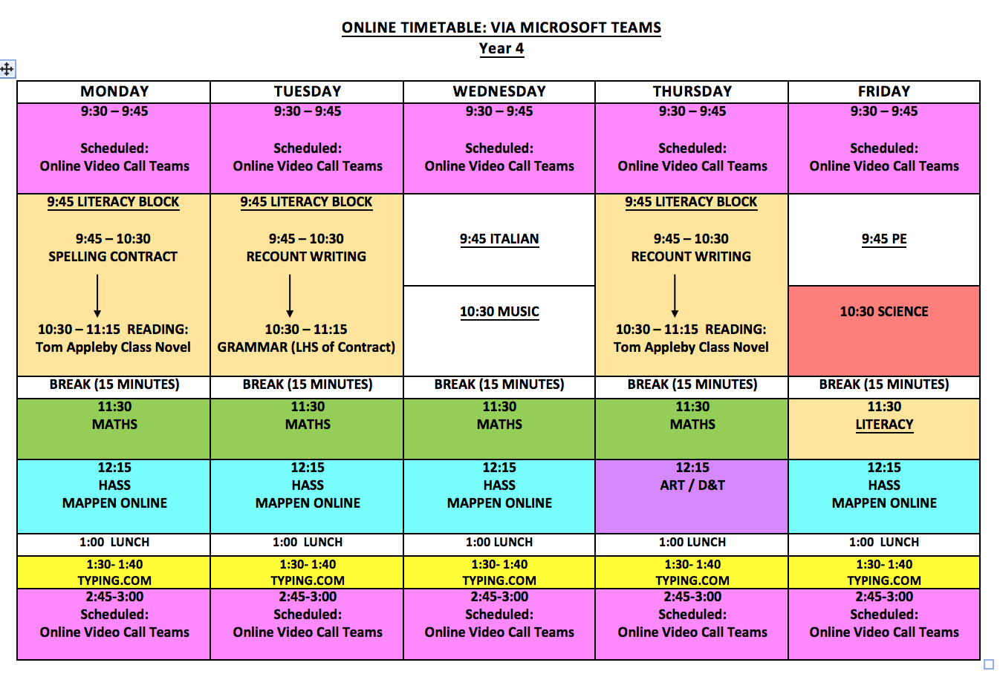 ONLINE TIMETABLE: VIA MICROSOFT TEAMS
Year 4
MONDAY TUESDAY WEDNESDAY THURSDAY FRIDAY
9:30 – 9:45 9:30 – 9:45 9:30 – 9:45 9:30 – 9:45 9:30 – 9:45
Scheduled: Scheduled: Scheduled: Scheduled: Scheduled:
Online Video Call Teams Online Video Call Teams Online Video Call Teams Online Video Call Teams Online Video Call Teams
9:45 LITERACY BLOCK 9:45 LITERACY BLOCK 9:45 LITERACY BLOCK
9:45 – 10:30 9:45 – 10:30 9:45 ITALIAN 9:45 – 10:30 9:45 PE
SPELLING CONTRACT RECOUNT WRITING RECOUNT WRITING
10:30 MUSIC 10:30 SCIENCE
10:30 – 11:15 READING: 10:30 – 11:15 10:30 – 11:15 READING:
Tom Appleby Class Novel GRAMMAR (LHS of Contract) Tom Appleby Class Novel
BREAK (15 MINUTES) BREAK (15 MINUTES) BREAK (15 MINUTES) BREAK (15 MINUTES) BREAK (15 MINUTES)
11:30 11:30 11:30 11:30 11:30
MATHS MATHS MATHS MATHS LITERACY
12:15 12:15 12:15 12:15 12:15
HASS HASS HASS ART / D&T HASS
MAPPEN ONLINE MAPPEN ONLINE MAPPEN ONLINE MAPPEN ONLINE
1:00 LUNCH 1:00 LUNCH 1:00 LUNCH 1:00 LUNCH 1:00 LUNCH
1:30- 1:40 1:30- 1:40 1:30- 1:40 1:30- 1:40 1:30- 1:40
TYPING.COM TYPING.COM TYPING.COM TYPING.COM TYPING.COM
2:45-3:00 2:45-3:00 2:45-3:00 2:45-3:00 2:45-3:00
Scheduled: Scheduled: Scheduled: Scheduled: Scheduled:
Online Video Call Teams Online Video Call Teams Online Video Call Teams Online Video Call Teams Online Video Call Teams